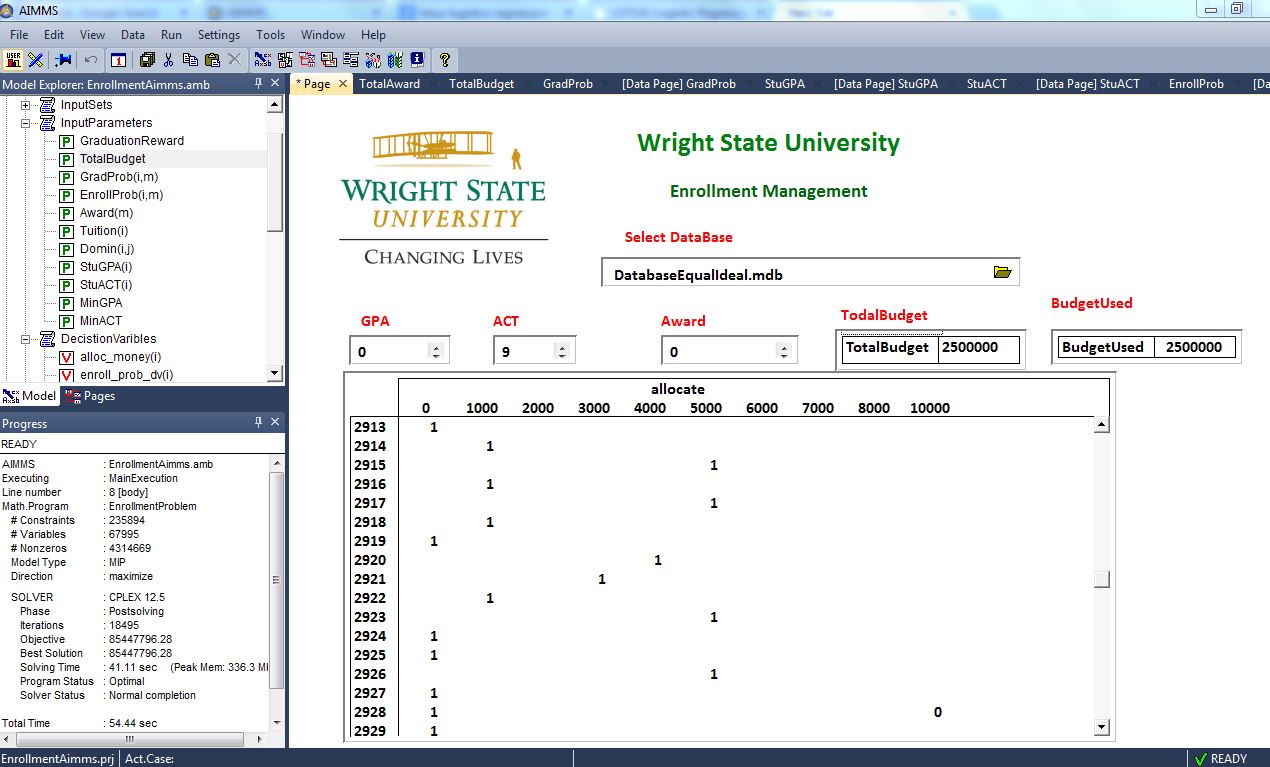 AIMMS
File Edit View Data Run Settings Tools Window Help
Model Explorer: EnrollmentAimms.amb
* Page TotalAward TotalBudget GradProb [Data Page] GradProb StuGPA [Data Page] StuGPA StuACT [Data Page] StuACT EnrollProb [Da
InputSets
InputParameters
GraduationReward
TotalBudget
GradProb(i,m)
EnrollProb(i,m)
Award(m)
Tuition(i)
Domin(i,j)
StuGPA(i)
StuACT(i)
MinGPA
MinACT
DecistionVaribles
alloc_money(i)
enroll_prob_dv(i)
Model Pages
Progress
READY
AIMMS : EnrollmentAimms.amb
Executing : MainExecution
Line number : 8 [body]
Math.Program : EnrollmentProblem
# Constraints : 235894
# Variables : 67995
# Nonzeros : 4314669
Model Type : MIP
Direction : maximize
SOLVER : CPLEX 12.5
Phase : Postsolving
Iterations : 18495
Objective : 85447796.28
Best Solution : 85447796.28
Solving Time : 41.11 sec (Peak Mem: 336.3 M
Program Status : Optimal
Solver Status : Normal completion
Total Time : 54.44 sec
WRIGHT STATE
UNIVERSITY
CHANGING LIVES
Wright State University
Enrollment Management
Select DataBase
DatabaseEqualIdeal.mdb
GPA ACT Award TodalBudget BudgetUsed
0 9 0 TotalBudget 2500000 BudgetUsed 2500000
allocate
0 1000 2000 3000 4000 5000 6000 7000 8000 10000
2913 1
2914 1
2915 1
2916 1
2917 1
2918 1
2919 1
2920 1
2921 1
2922 1
2923 1
2924 1
2925 1
2926 1
2927 1
2928 1 0
2929 1
EnrollmentAimms.prj Act.Case: READY